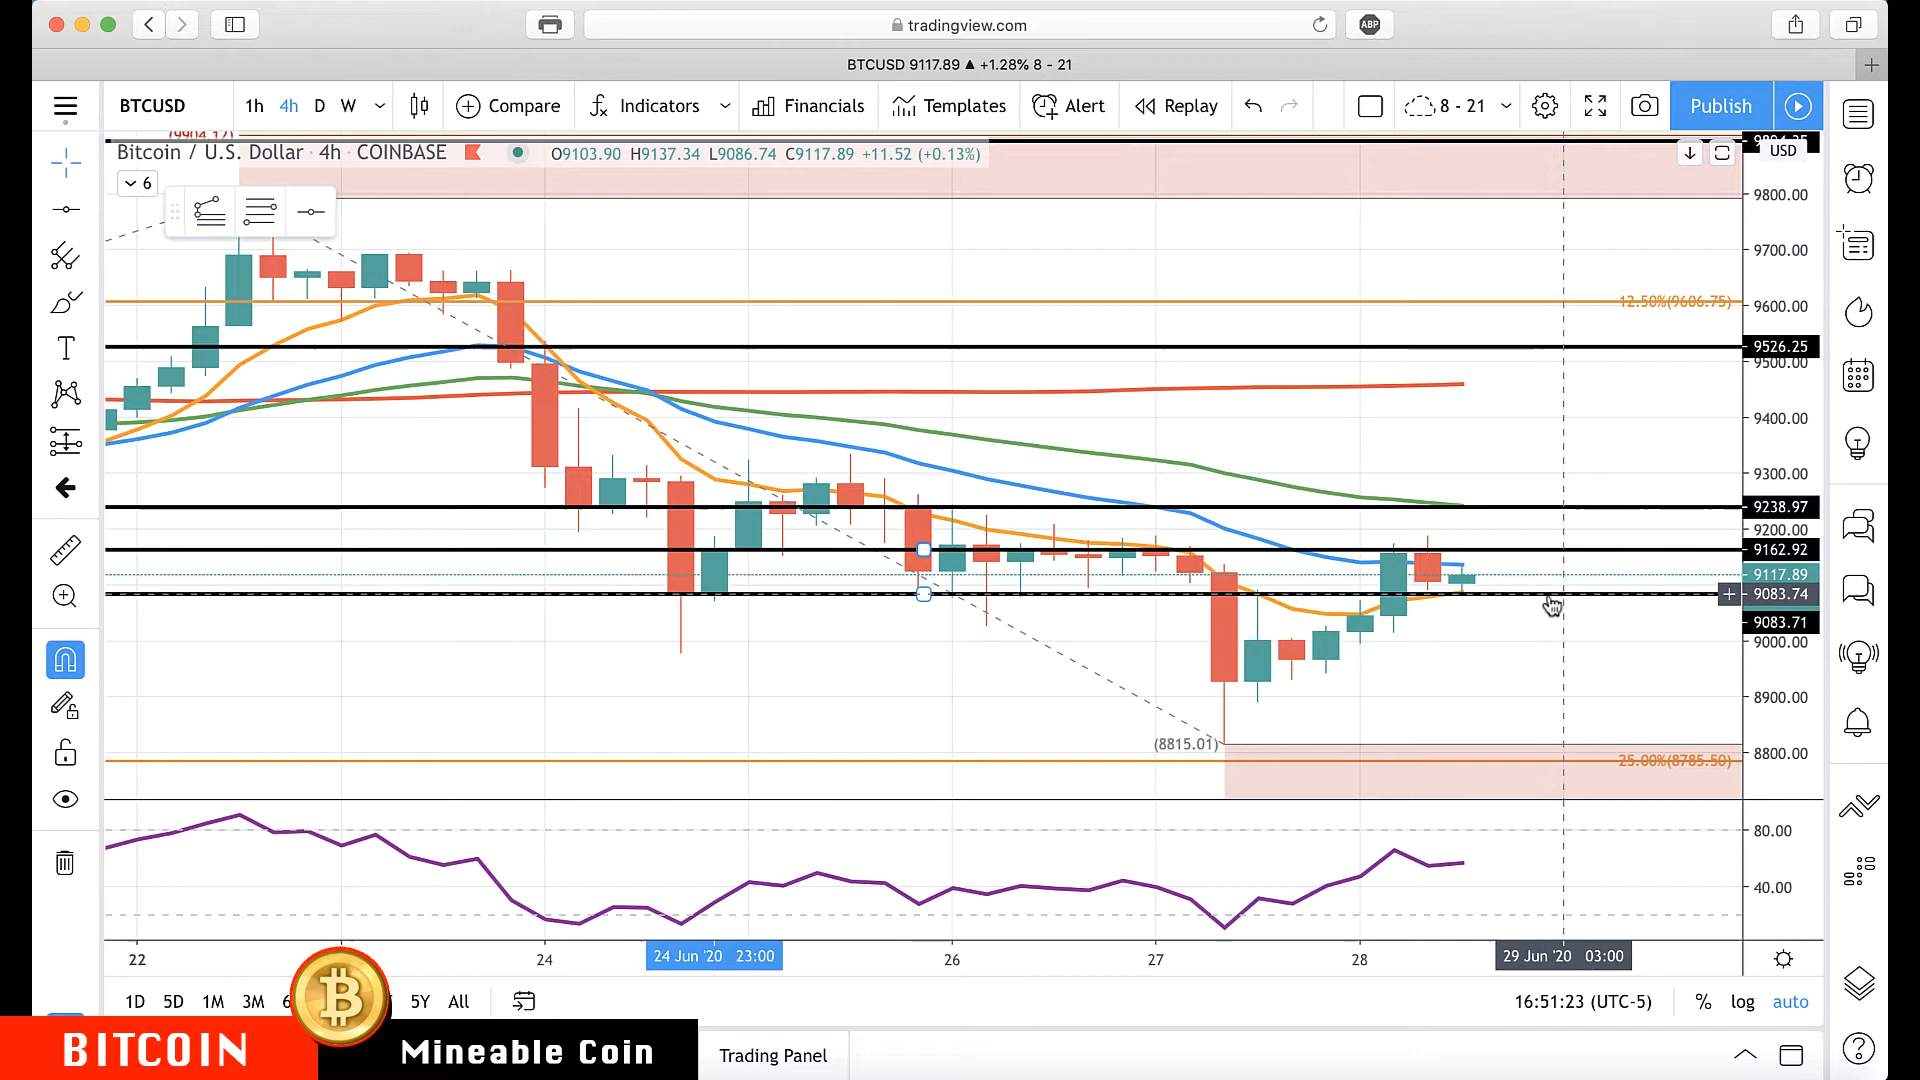 tradingview.com
ABP
BTCUSD 9117.89 ▲ +1.28% 8 - 21
BTCUSD 1h 4h D W Compare Indicators Financials Templates Alert Replay 8 - 21 Publish
(9904.12)
9894.25
Bitcoin / U.S. Dollar · 4h · COINBASE O9103.90 H9137.34 L9086.74 C9117.89 +11.52 (+0.13%)
USD
6
9800.00
9700.00
12.50%(9606.75)
9600.00
9526.25
9500.00
9400.00
9300.00
9238.97
9200.00
9162.92
9117.89
9083.74
9083.71
9000.00
8900.00
(8815.01)
8800.00
25.00%(8785.50)
80.00
40.00
22 24 24 Jun '20 23:00 26 27 28 29 Jun '20 03:00
1D 5D 1M 3M 6 5Y All 16:51:23 (UTC-5) % log auto
BITCOIN Mineable Coin Trading Panel